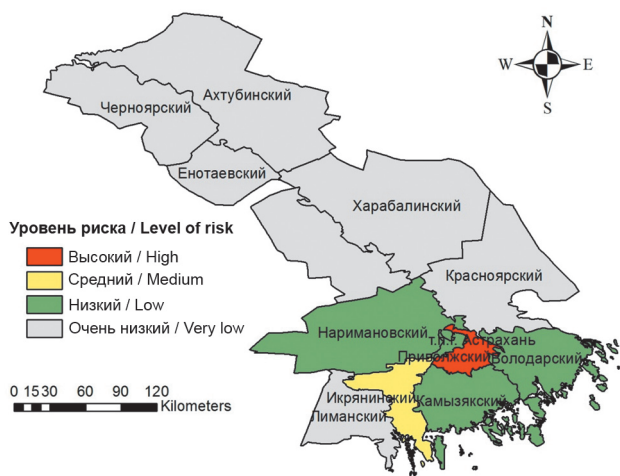 N
W E
S
Ахтубинский
Черноярский
Енотаевский
Харабалинский
Уровень риска / Level of risk
Высокий / High
Средний / Medium
Низкий / Low
Очень низкий / Very low
Красноярский
Наримановский
Астрахань
Приволжский
Володарский
Икрянинский
Камызякский
Лиманский
0 15 30 60 90 120
Kilometers